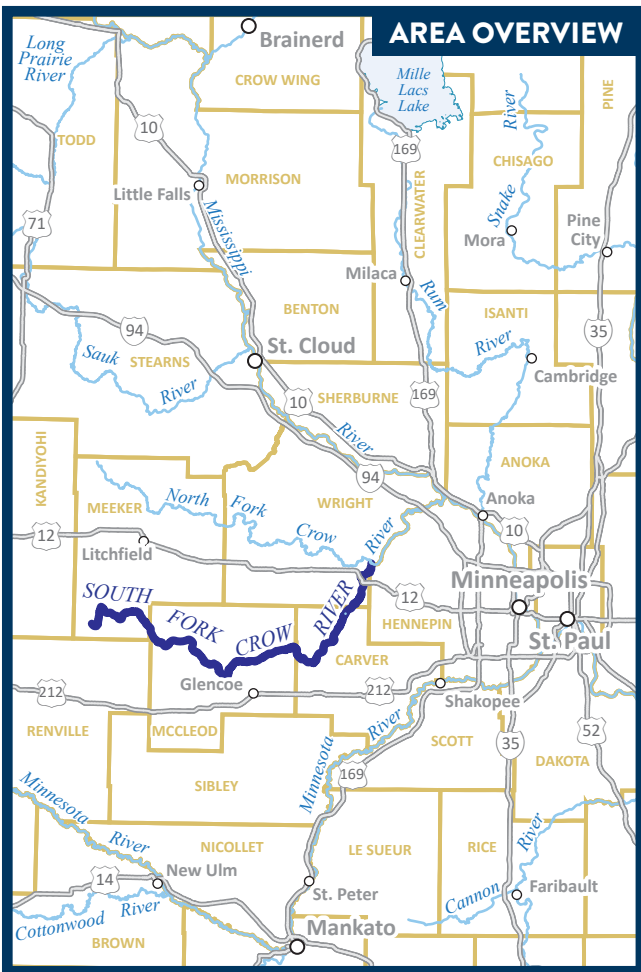 AREA OVERVIEW
Long
Prairie
River
Brainerd
CROW WING
Mille
Lacs
Lake
PINE
River
10
TODD
169
CHISAGO
MORRISON
Little Falls
CLEARWATER
Snake
Mississippi
71
Mora
Pine
City
Milaca
Rum
BENTON
ISANTI
94
35
St. Cloud
River
Sauk
STEARNS
Cambridge
River
10
SHERBURNE
169
River
KANDIYOHI
94
ANOKA
MEEKER
North
Fork
WRIGHT
Anoka
Crow
River
10
12
Litchfield
Minneapolis
SOUTH
FORK
CROW
RIVER
12
HENNEPIN
St. Paul
CARVER
Glencoe
212
212
Shakopee
RENVILLE
MCCLEOD
River
SCOTT
35
52
Minnesota
DAKOTA
169
SIBLEY
Minnesota
River
NICOLLET
LE SUEUR
RICE
River
New Ulm
14
St. Peter
Cannon
Faribault
Cottonwood
River
Mankato
BROWN